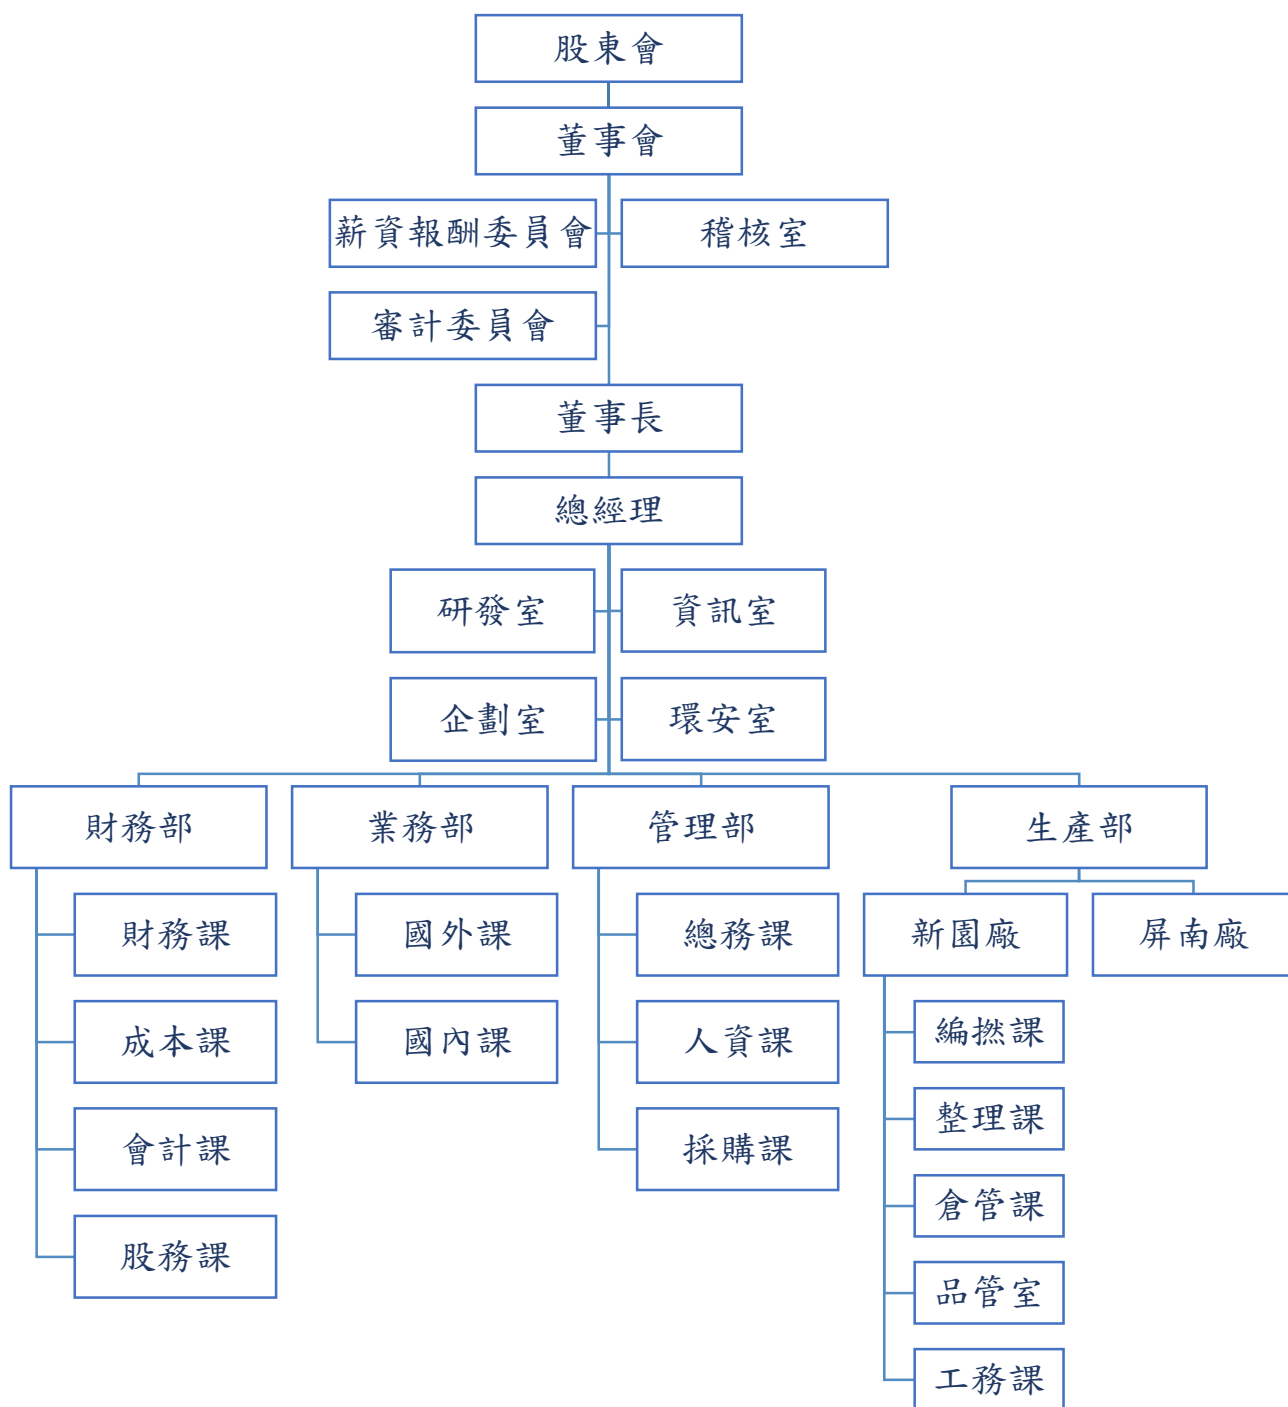 股東會
董事會
薪資報酬委員會
稽核室
審計委員會
董事長
總經理
研發室
資訊室
企劃室
環安室
財務部
業務部
管理部
生產部
財務課
國外課
總務課
新園廠
屏南廠
成本課
國內課
人資課
編撚課
會計課
採購課
整理課
股務課
倉管課
品管室
工務課